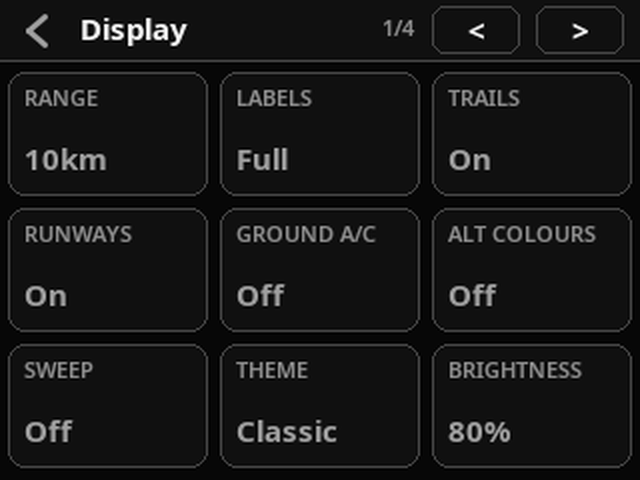 Display 1/4 < >
RANGE LABELS TRAILS
10km Full On
RUNWAYS GROUND A/C ALT COLOURS
On Off Off
SWEEP THEME BRIGHTNESS
Off Classic 80%